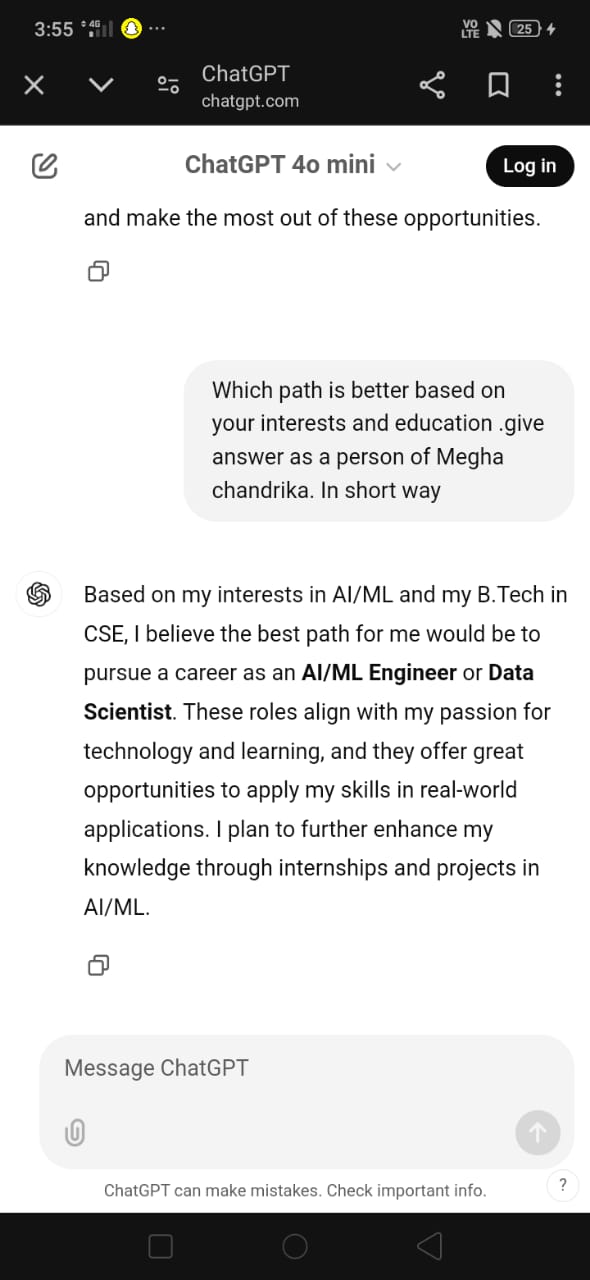 3:55 4G ...
VO LTE 25
ChatGPT
chatgpt.com
ChatGPT 4o mini
Log in
and make the most out of these opportunities.
Which path is better based on
your interests and education .give
answer as a person of Megha
chandrika. In short way
Based on my interests in AI/ML and my B.Tech in
CSE, I believe the best path for me would be to
pursue a career as an AI/ML Engineer or Data
Scientist. These roles align with my passion for
technology and learning, and they offer great
opportunities to apply my skills in real-world
applications. I plan to further enhance my
knowledge through internships and projects in
AI/ML.
Message ChatGPT
ChatGPT can make mistakes. Check important info.
?